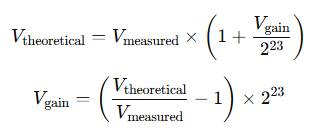 V_theoretical = V_measured × (1 + V_gain / 2^23)
V_gain = (V_theoretical / V_measured − 1) × 2^23